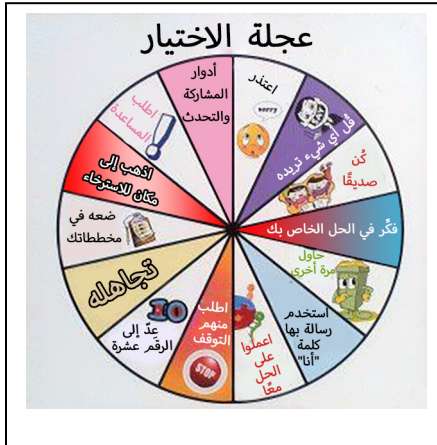 عجلة الاختيار
اعتذر
sorry
قُل أي شيء تريده
كُن
صديقًا
فكِّر في الحل الخاص بك
حاول
مرة أخرى
استخدم
رسالة بها
كلمة
"أنا"
اعملوا
على
الحل
معًا
اطلب
منهم
التوقف
STOP
عدّ إلى
الرقم عشرة
10
تجاهله
ضعه في
مخططاتك
اذهب إلى
مكان للاسترخاء
اطلب
المساعدة
أدوار
المشاركة
والتحدث